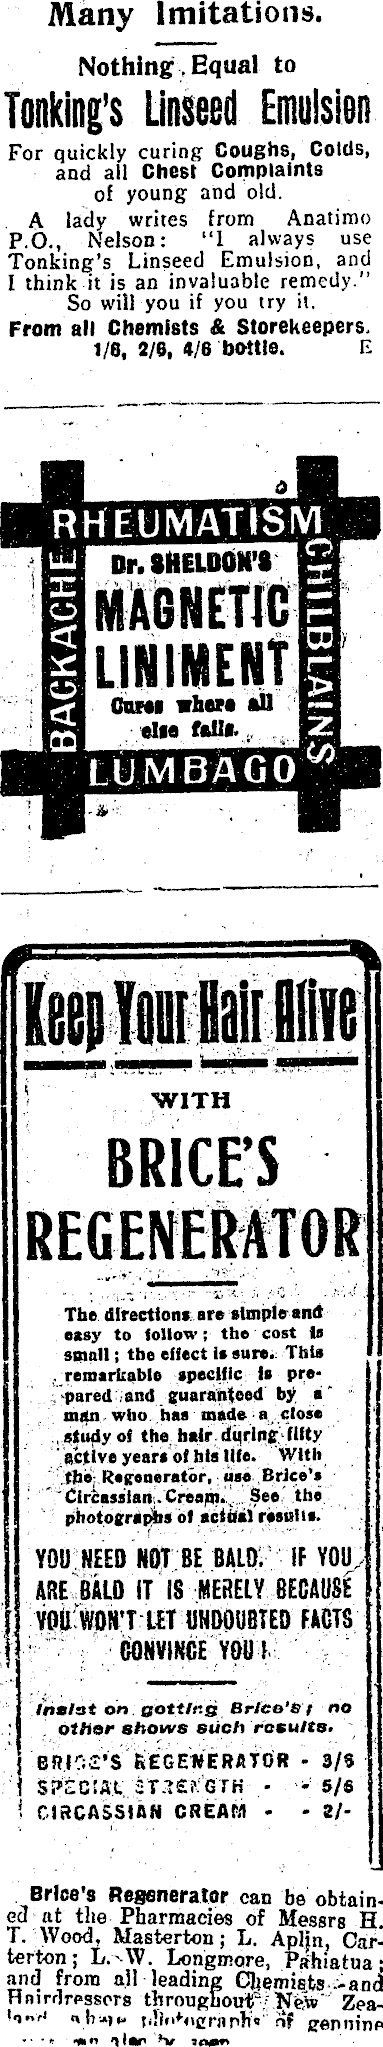 Many Imitations.
Nothing Equal to
Tonking's Linseed Emulsion
For quickly curing Coughs, Colds,
and all Chest Complaints
of young and old.
A lady writes from Anatimo
P.O., Nelson: "I always use
Tonking's Linseed Emulsion, and
I think it is an invaluable remedy."
So will you if you try it.
From all Chemists & Storekeepers.
1/6, 2/6, 4/6 bottle. E
RHEUMATISM
BACKACHE
CHILBLAINS
Dr. SHELDON'S
MAGNETIC
LINIMENT
Cures where all
else fails.
LUMBAGO
Keep Your Hair Alive
WITH
BRICE'S
REGENERATOR
The directions are simple and
easy to follow; the cost is
small; the effect is sure. This
remarkable specific is pre-
pared and guaranteed by a
man who has made a close
study of the hair during fifty
active years of his life. With
the Regenerator, use Brice's
Circassian Cream. See the
photographs of actual results.
YOU NEED NOT BE BALD. IF YOU
ARE BALD IT IS MERELY BECAUSE
YOU WON'T LET UNDOUBTED FACTS
CONVINCE YOU!
Insist on getting Brice's; no
other shows such results.
BRICE'S REGENERATOR - 3/6
SPECIAL STRENGTH - - 5/6
CIRCASSIAN CREAM - - 2/-
Brice's Regenerator can be obtain-
ed at the Pharmacies of Messrs H.
T. Wood, Masterton; L. Aplin, Car-
terton; L. W. Longmore, Pahiatua;
and from all leading Chemists and
Hairdressers throughout New Zea-
land where photographs of genuine
can also be seen